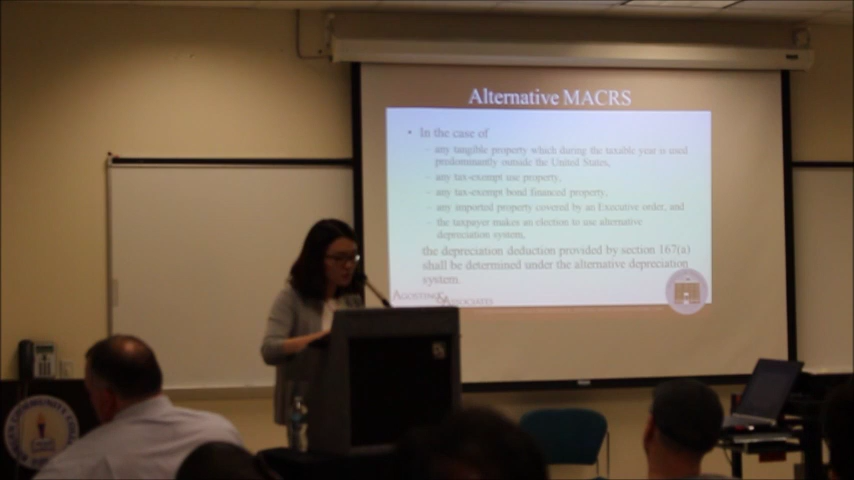 Alternative MACRS
• In the case of
– any tangible property which during the taxable year is used
predominantly outside the United States,
– any tax-exempt use property,
– any tax-exempt bond financed property,
– any imported property covered by an Executive order, and
– the taxpayer makes an election to use alternative
depreciation system,
the depreciation deduction provided by section 167(a)
shall be determined under the alternative depreciation
system.
AGOSTINO
& ASSOCIATES
COMMUNITY